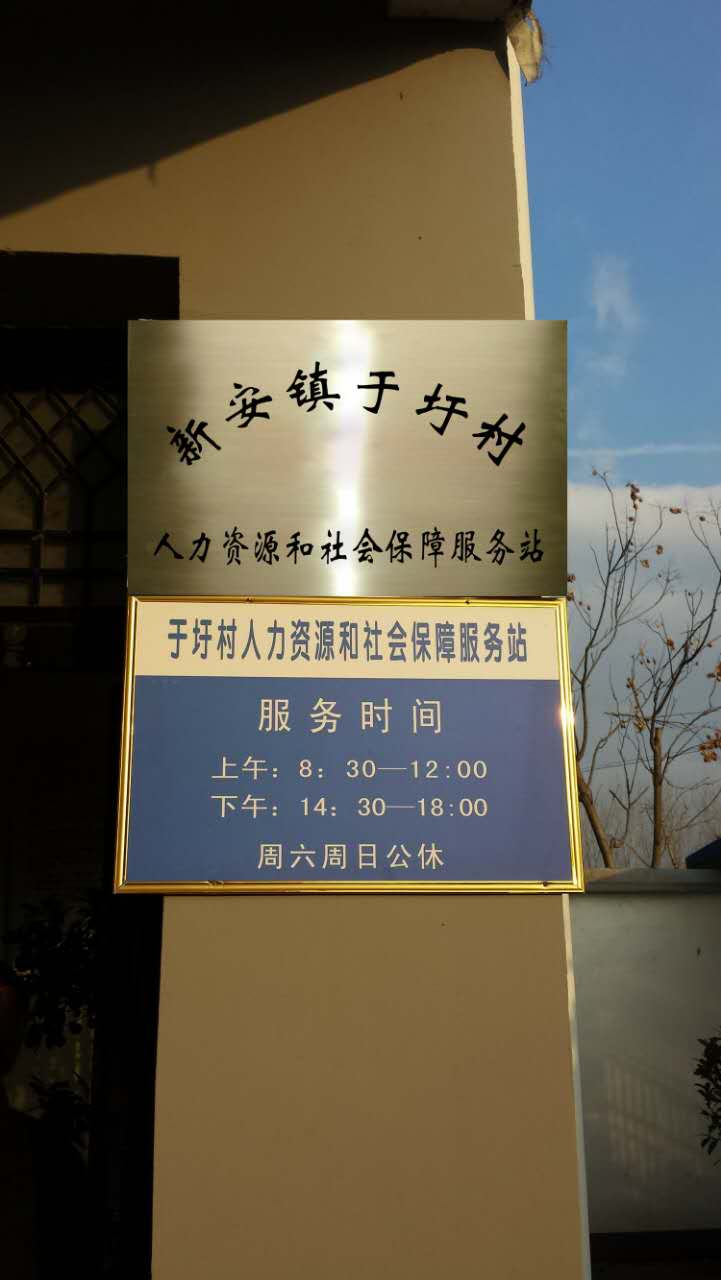 新安镇于圩村
人力资源和社会保障服务站
于圩村人力资源和社会保障服务站
服务时间
上午：8：30—12:00
下午：14：30—18:00
周六周日公休